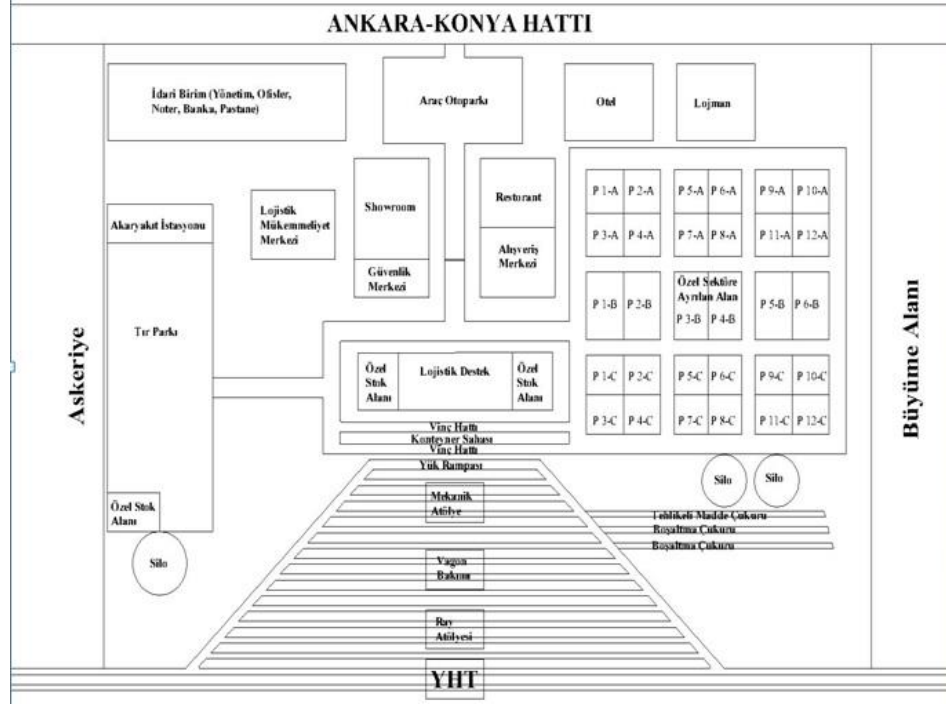 ANKARA-KONYA HATTI
İdari Birim (Yönetim, Ofisler,
Noter, Banka, Pastane)
Araç Otoparkı
Otel
Lojman
Akaryakıt İstasyonu
Tır Parkı
Özel Stok
Alanı
Silo
Lojistik
Mükemmeliyet
Merkezi
Showroom
Güvenlik
Merkezi
Restorant
Alışveriş
Merkezi
P 1-A P 2-A P 5-A P 6-A P 9-A P 10-A
P 3-A P 4-A P 7-A P 8-A P 11-A P 12-A
Özel Sektöre
Ayrılan Alan
P 1-B P 2-B P 3-B P 4-B P 5-B P 6-B
P 1-C P 2-C P 5-C P 6-C P 9-C P 10-C
P 3-C P 4-C P 7-C P 8-C P 11-C P 12-C
Özel
Stok
Alanı
Lojistik Destek
Özel
Stok
Alanı
Vinç Hattı
Konteyner Sahası
Vinç Hattı
Yük Rampası
Mekanik
Atölye
Vagon
Bakımı
Ray
Atölyesi
YHT
Silo
Silo
Tehlikeli Madde Çukuru
Boşaltma Çukuru
Boşaltma Çukuru
Askeriye
Büyüme Alanı